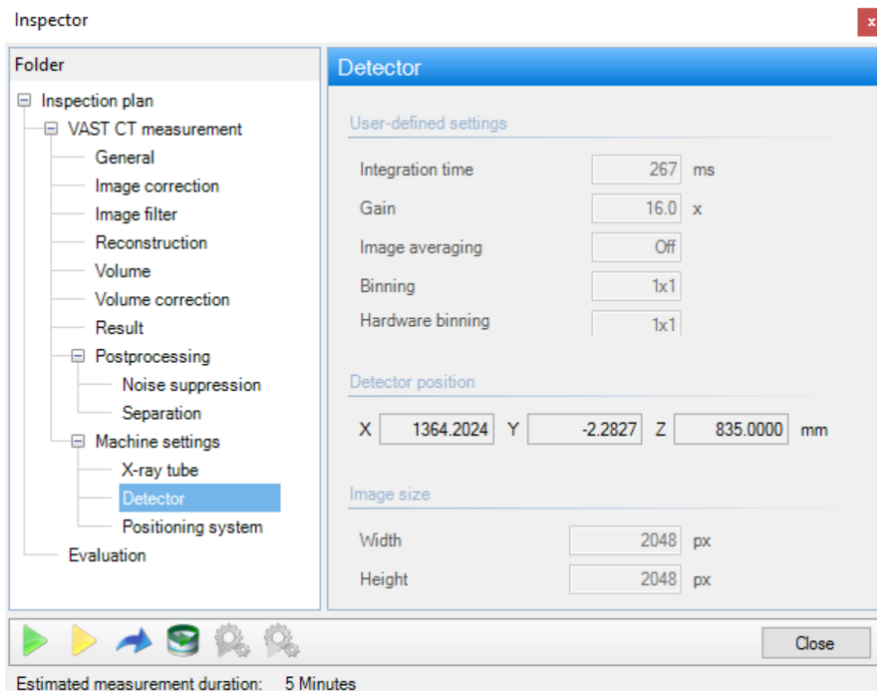 Inspector
x
Folder
Inspection plan
VAST CT measurement
General
Image correction
Image filter
Reconstruction
Volume
Volume correction
Result
Postprocessing
Noise suppression
Separation
Machine settings
X-ray tube
Detector
Positioning system
Evaluation
Detector
User-defined settings
Integration time 267 ms
Gain 16.0 x
Image averaging Off
Binning 1x1
Hardware binning 1x1
Detector position
X 1364.2024 Y -2.2827 Z 835.0000 mm
Image size
Width 2048 px
Height 2048 px
Close
Estimated measurement duration: 5 Minutes